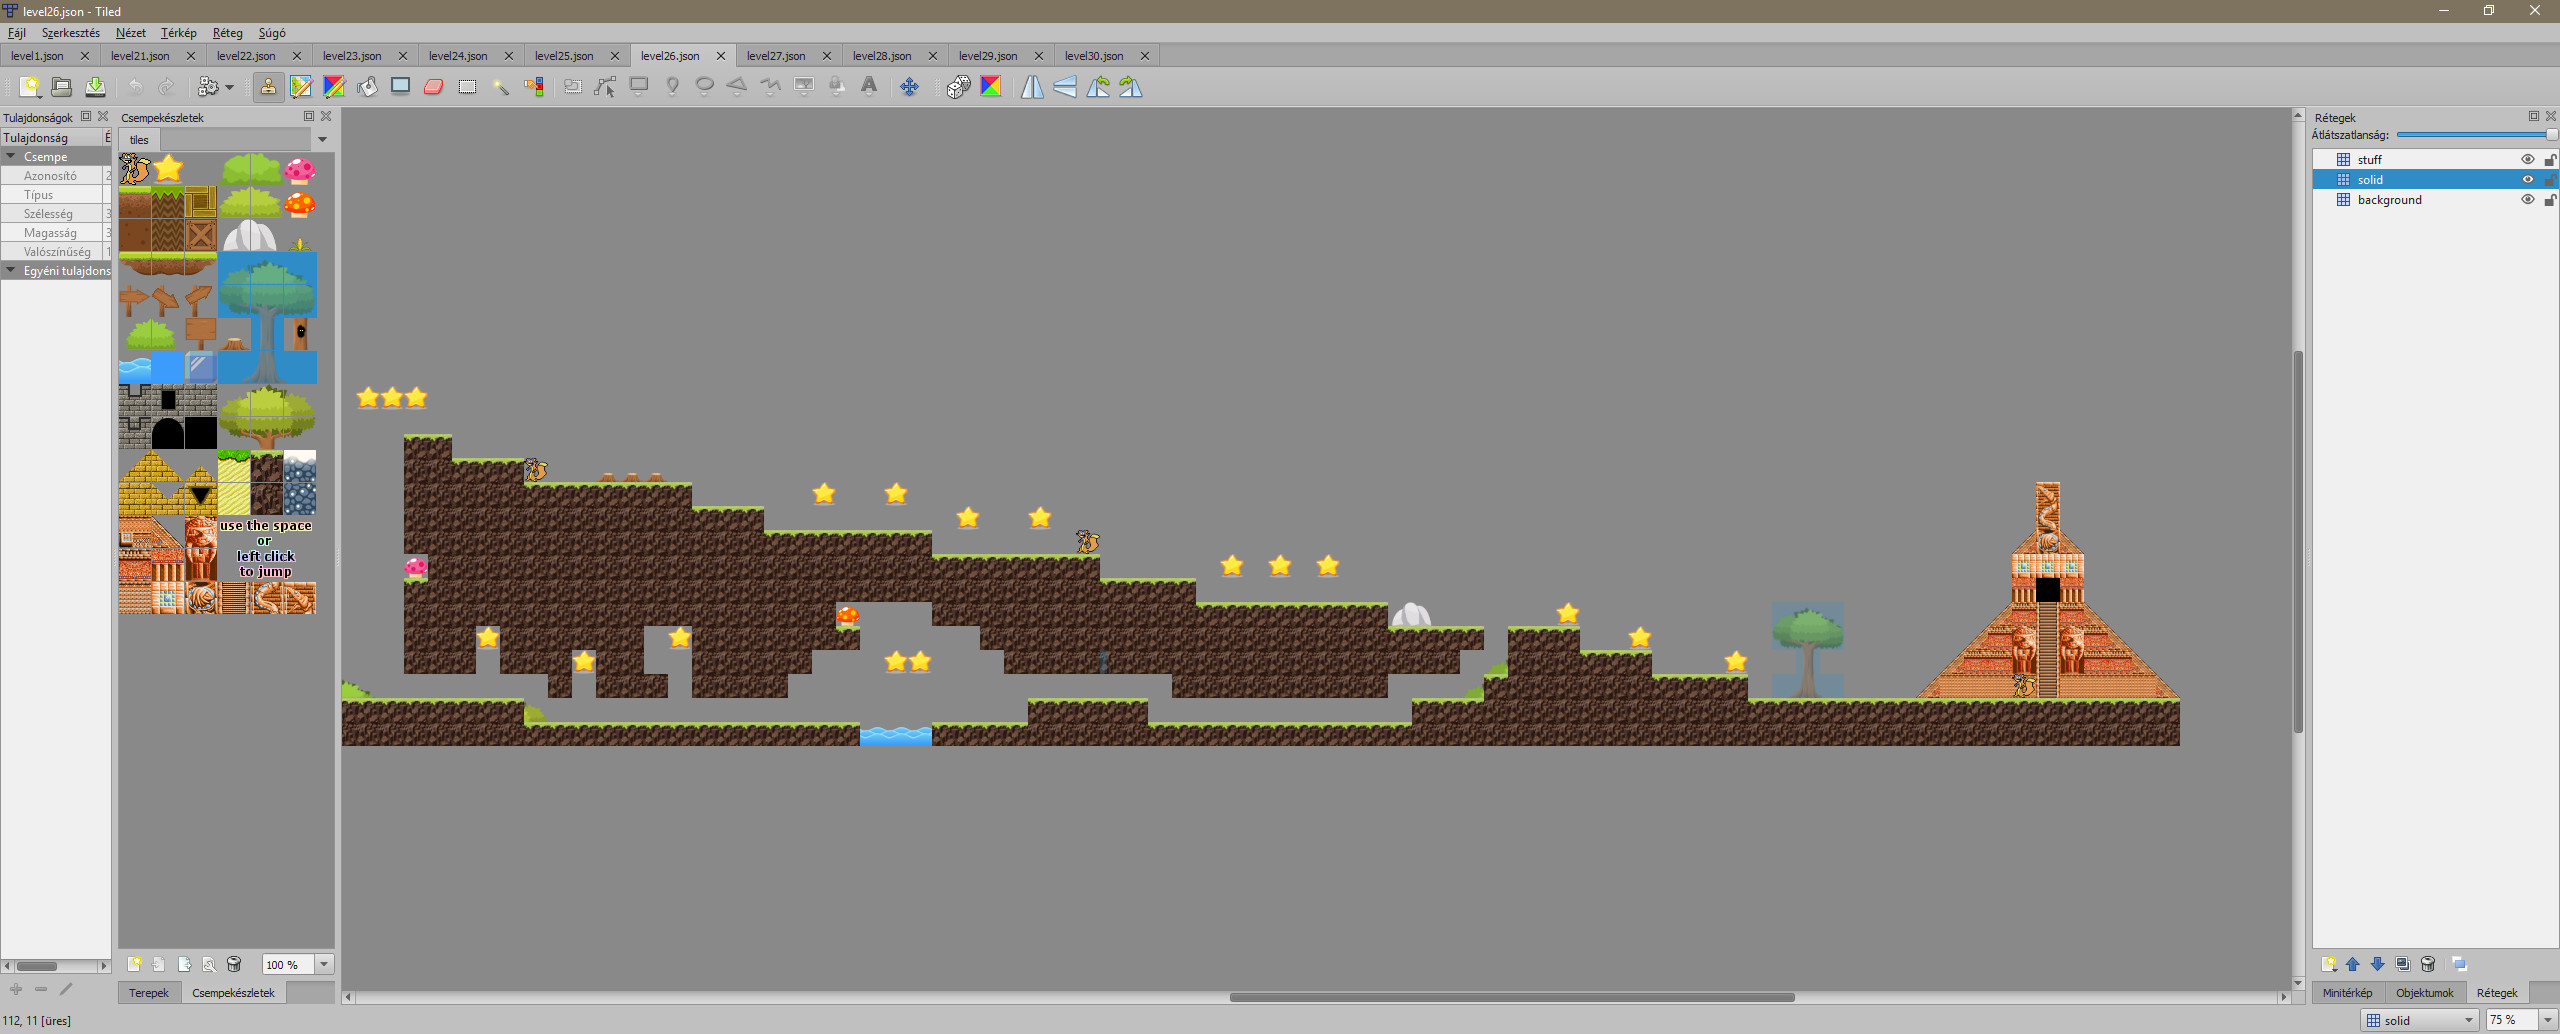 level26.json - Tiled
Fájl Szerkesztés Nézet Térkép Réteg Súgó
level1.json level21.json level22.json level23.json level24.json level25.json level26.json level27.json level28.json level29.json level30.json
Tulajdonságok
Tulajdonság É
Csempe
Azonosító 2
Típus
Szélesség 3
Magasság 3
Valószínűség 1
Egyéni tulajdons
Csempekészletek
tiles
use the space
or
left click
to jump
100 %
Terepek Csempekészletek
Rétegek
Átlátszatlanság:
stuff
solid
background
Minitérkép Objektumok Rétegek
112, 11 [üres]
solid 75 %